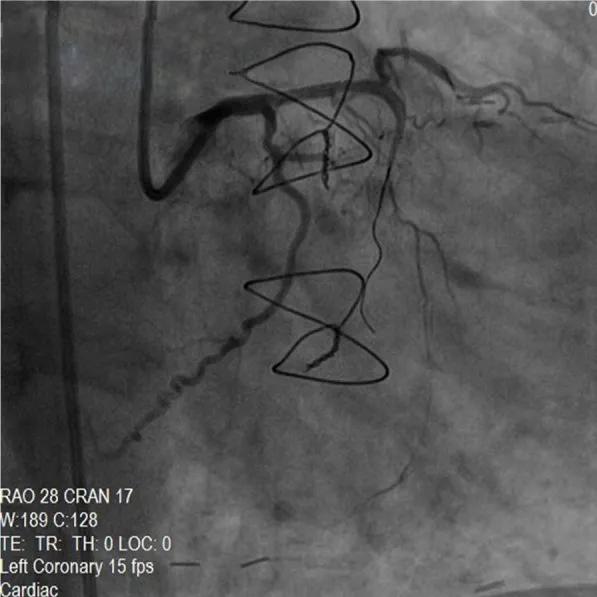 0
RAO 28 CRAN 17
W:189 C:128
TE: TR: TH: 0 LOC: 0
Left Coronary 15 fps
Cardiac